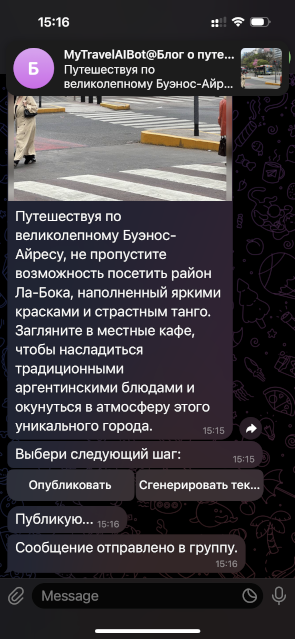 15:16
Б
MyTravelAIBot@Блог о путе...
Путешествуя по
великолепному Буэнос-Айр...
Путешествуя по
великолепному Буэнос-
Айресу, не пропустите
возможность посетить район
Ла-Бока, наполненный яркими
красками и страстным танго.
Загляните в местные кафе,
чтобы насладиться
традиционными
аргентинскими блюдами и
окунуться в атмосферу этого
уникального города.
15:15
Выбери следующий шаг:
15:15
Опубликовать
Сгенерировать тек...
Публикую...
15:16
Сообщение отправлено в группу.
15:16
Message